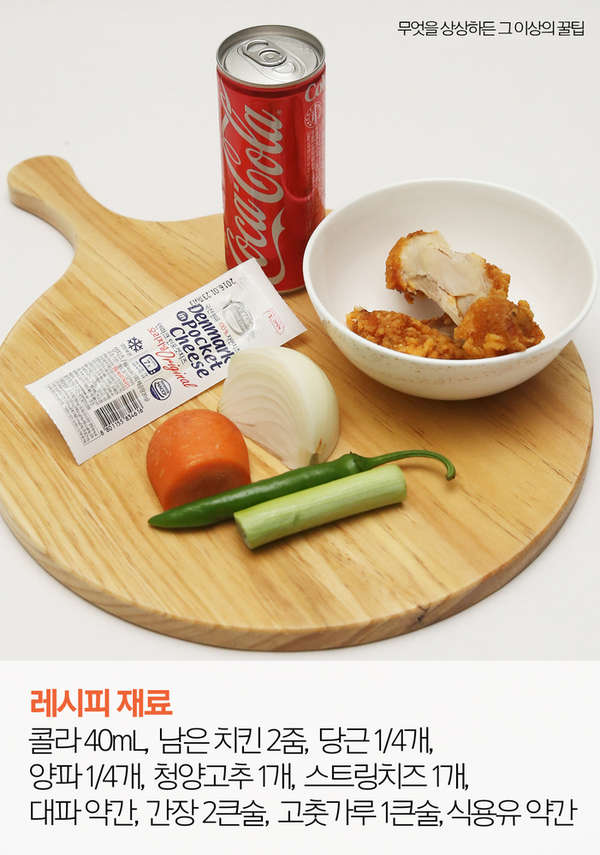 무엇을 상상하든 그 이상의 꿀팁
Coca-Cola
2018.01.23
Denmark
Pocket
Cheese
Original
레시피 재료
콜라 40mL, 남은 치킨 2줌, 당근 1/4개,
양파 1/4개, 청양고추 1개, 스트링치즈 1개,
대파 약간, 간장 2큰술, 고춧가루 1큰술, 식용유 약간